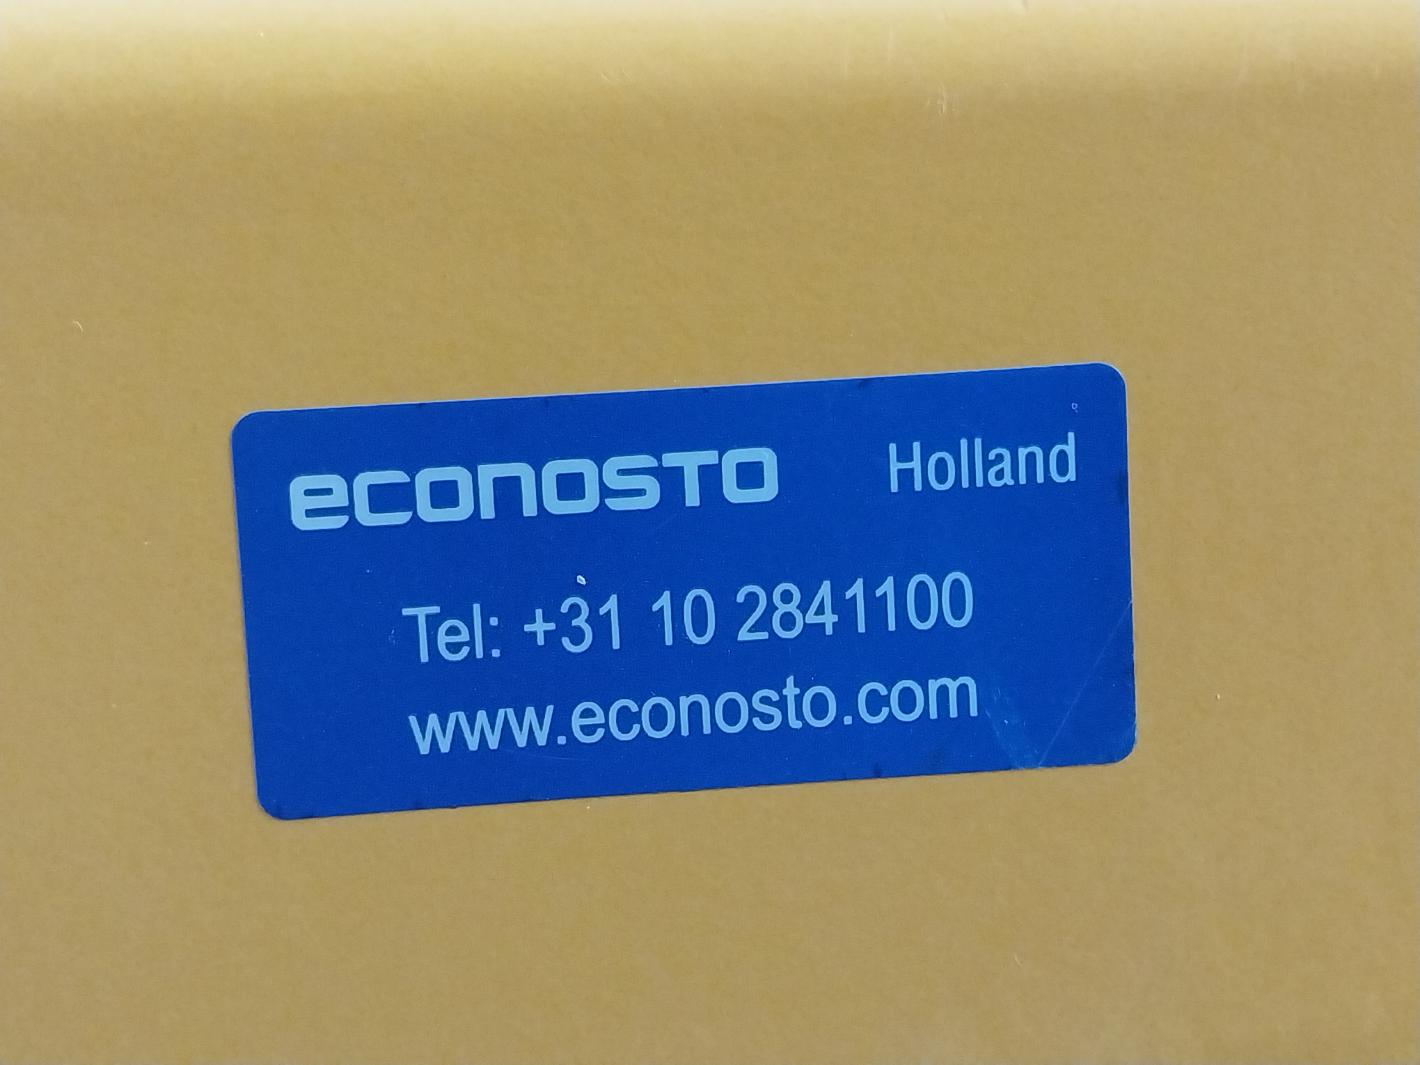 econosto Holland
Tel: +31 10 2841100
www.econosto.com